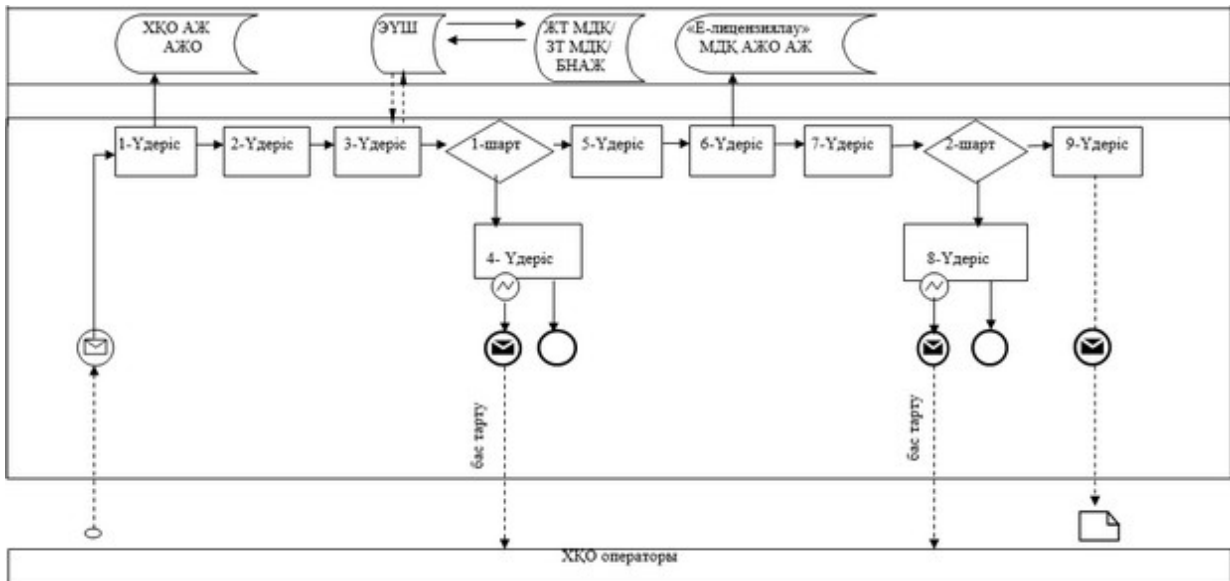 ХҚО АЖ
АЖО
ЭҮШ
ЖТ МДҚ/
ЗТ МДҚ/
БНАЖ
«Е-лицензиялау»
МДҚ АЖО АЖ
1-Үдеріс
2-Үдеріс
3-Үдеріс
1-шарт
5-Үдеріс
6-Үдеріс
7-Үдеріс
2-шарт
9-Үдеріс
4- Үдеріс
8-Үдеріс
бас тарту
бас тарту
ХҚО операторы